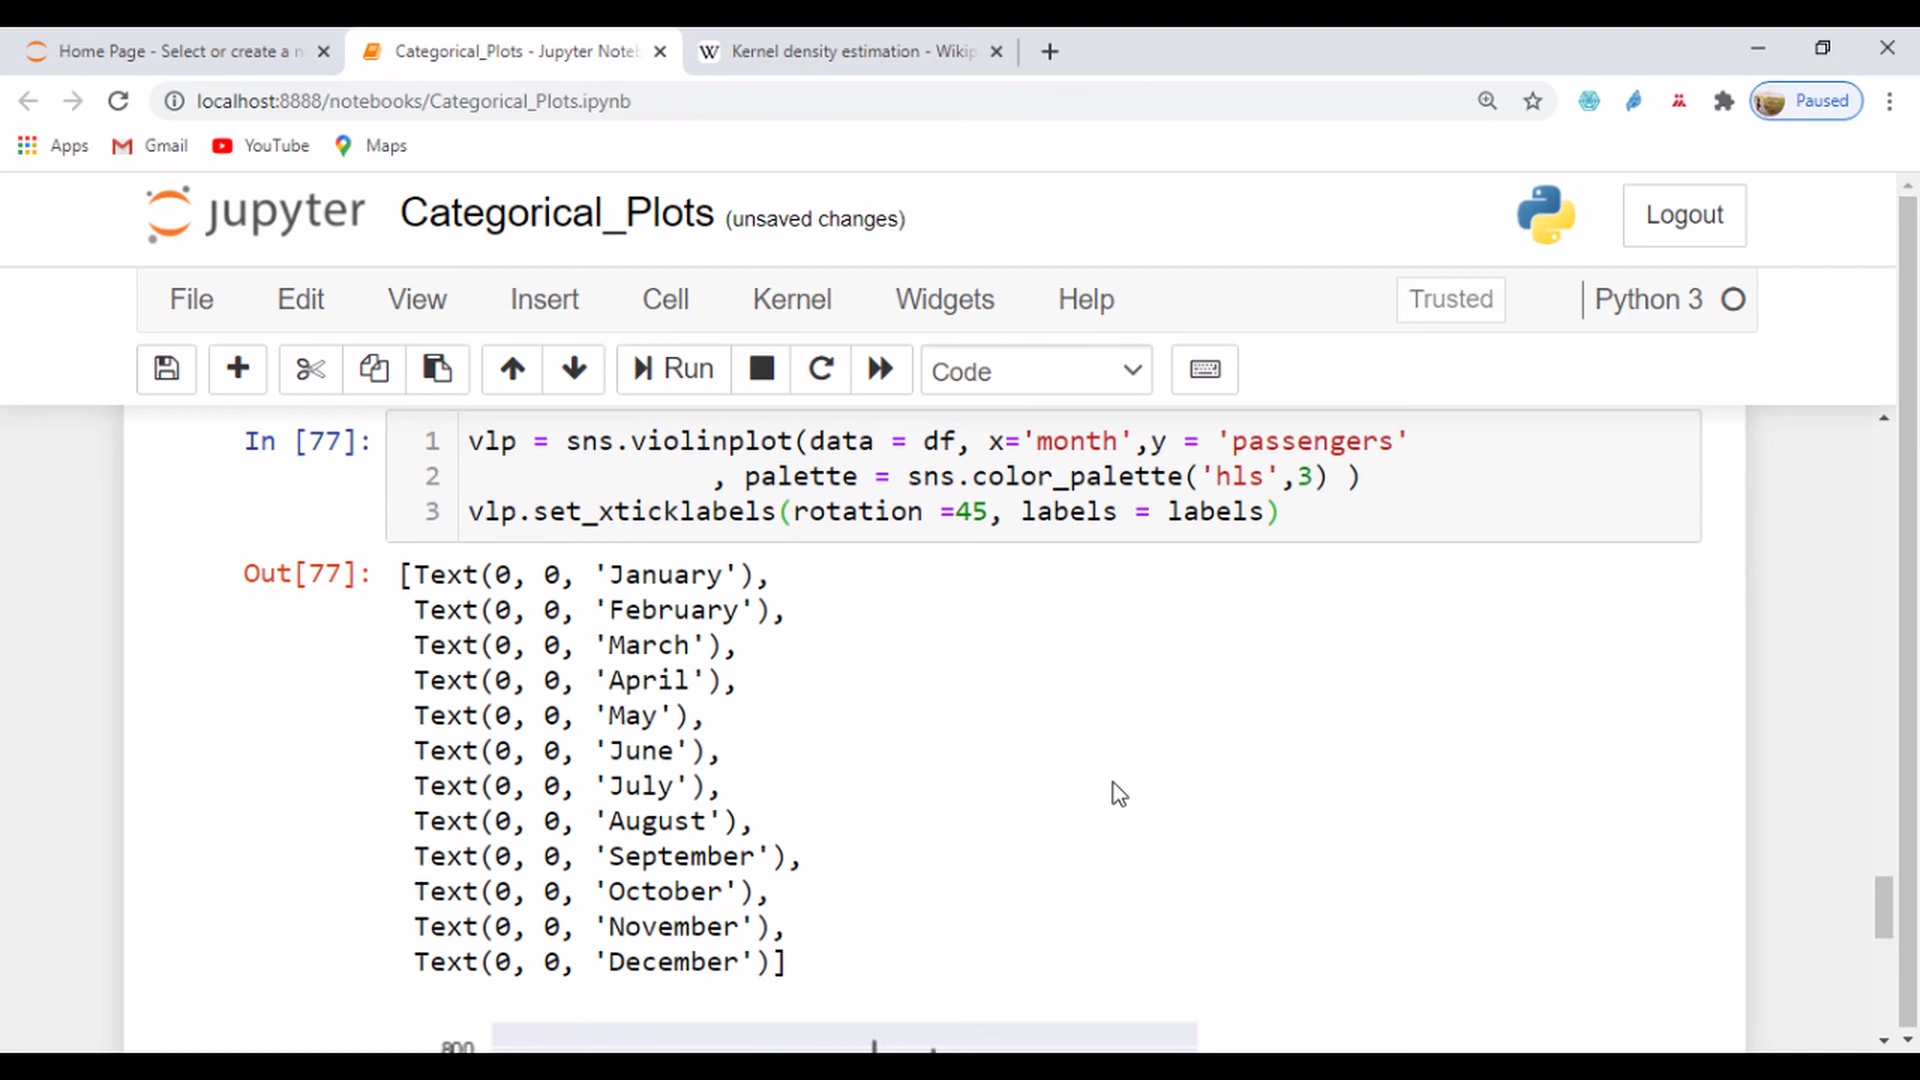 Home Page - Select or create a n
Categorical_Plots - Jupyter Noteb
Kernel density estimation - Wikip
localhost:8888/notebooks/Categorical_Plots.ipynb
Paused
Apps
Gmail
YouTube
Maps
jupyter
Categorical_Plots (unsaved changes)
Logout
File
Edit
View
Insert
Cell
Kernel
Widgets
Help
Trusted
Python 3
Run
Code
In [77]:
1 vlp = sns.violinplot(data = df, x='month',y = 'passengers'
2 , palette = sns.color_palette('hls',3) )
3 vlp.set_xticklabels(rotation =45, labels = labels)
Out[77]: [Text(0, 0, 'January'),
Text(0, 0, 'February'),
Text(0, 0, 'March'),
Text(0, 0, 'April'),
Text(0, 0, 'May'),
Text(0, 0, 'June'),
Text(0, 0, 'July'),
Text(0, 0, 'August'),
Text(0, 0, 'September'),
Text(0, 0, 'October'),
Text(0, 0, 'November'),
Text(0, 0, 'December')]
800